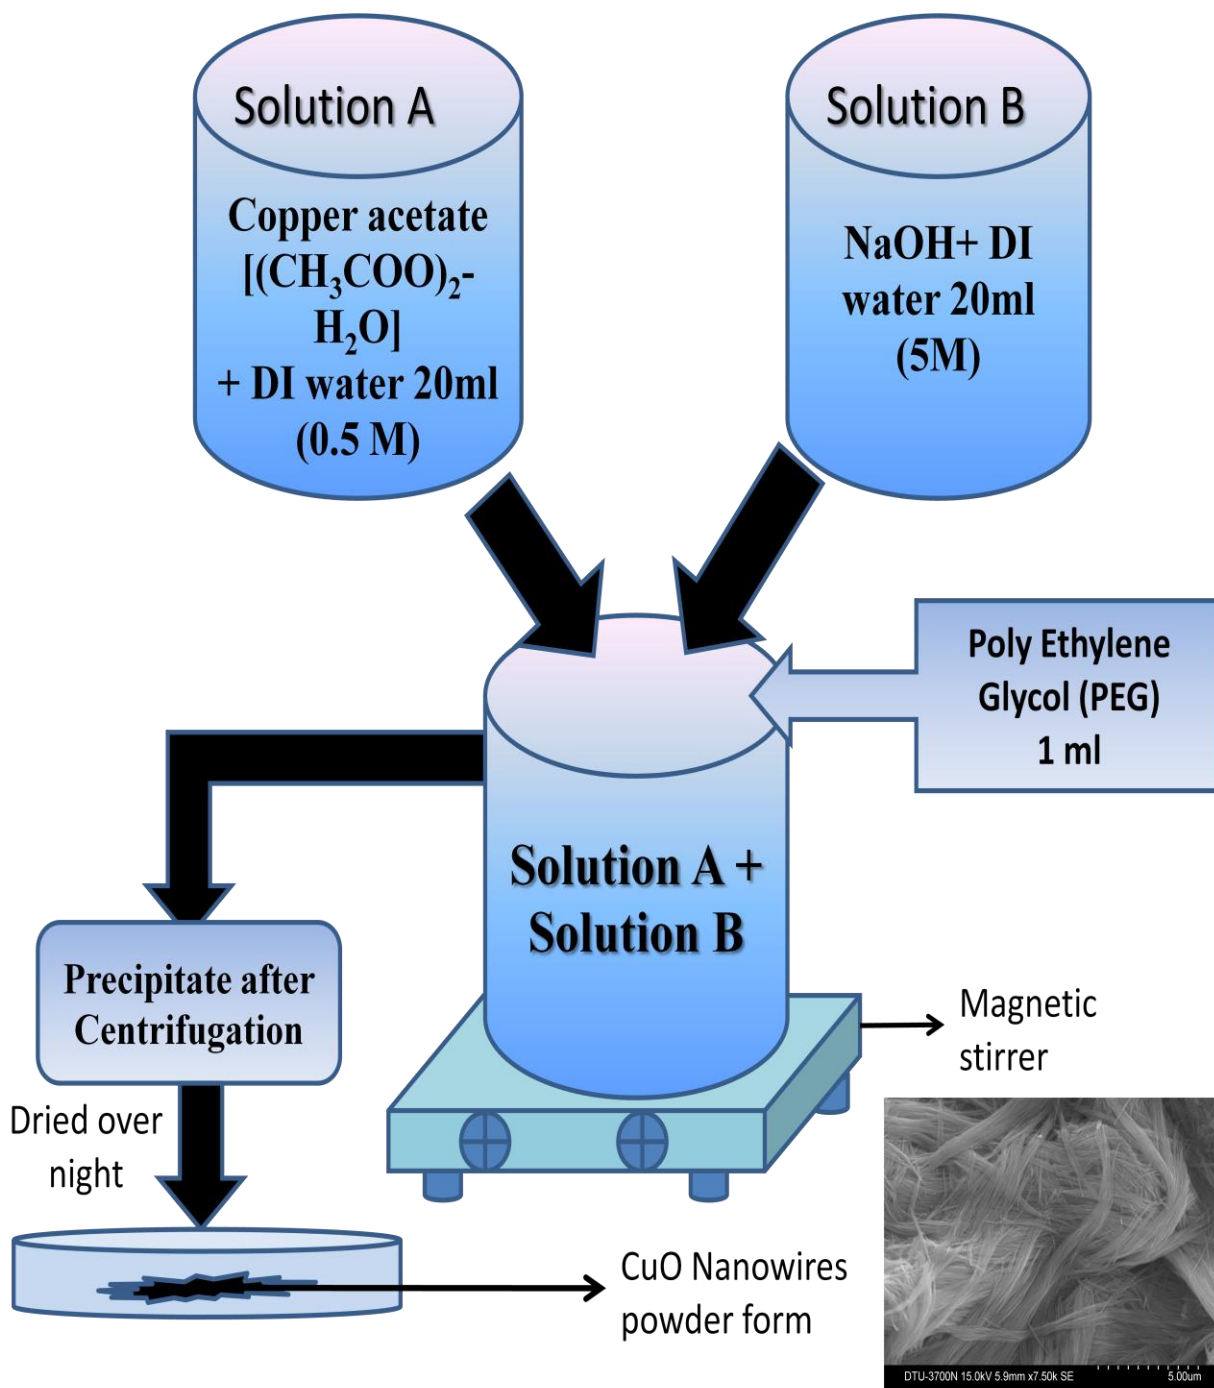 Solution A
Copper acetate
[(CH₃COO)₂-
H₂O]
+ DI water 20ml
(0.5 M)
Solution B
NaOH+ DI
water 20ml
(5M)
Poly Ethylene
Glycol (PEG)
1 ml
Solution A +
Solution B
Precipitate after
Centrifugation
Magnetic
stirrer
Dried over
night
CuO Nanowires
powder form
DTU-3700N 15.0kV 5.9mm x7.50k SE
5.00um